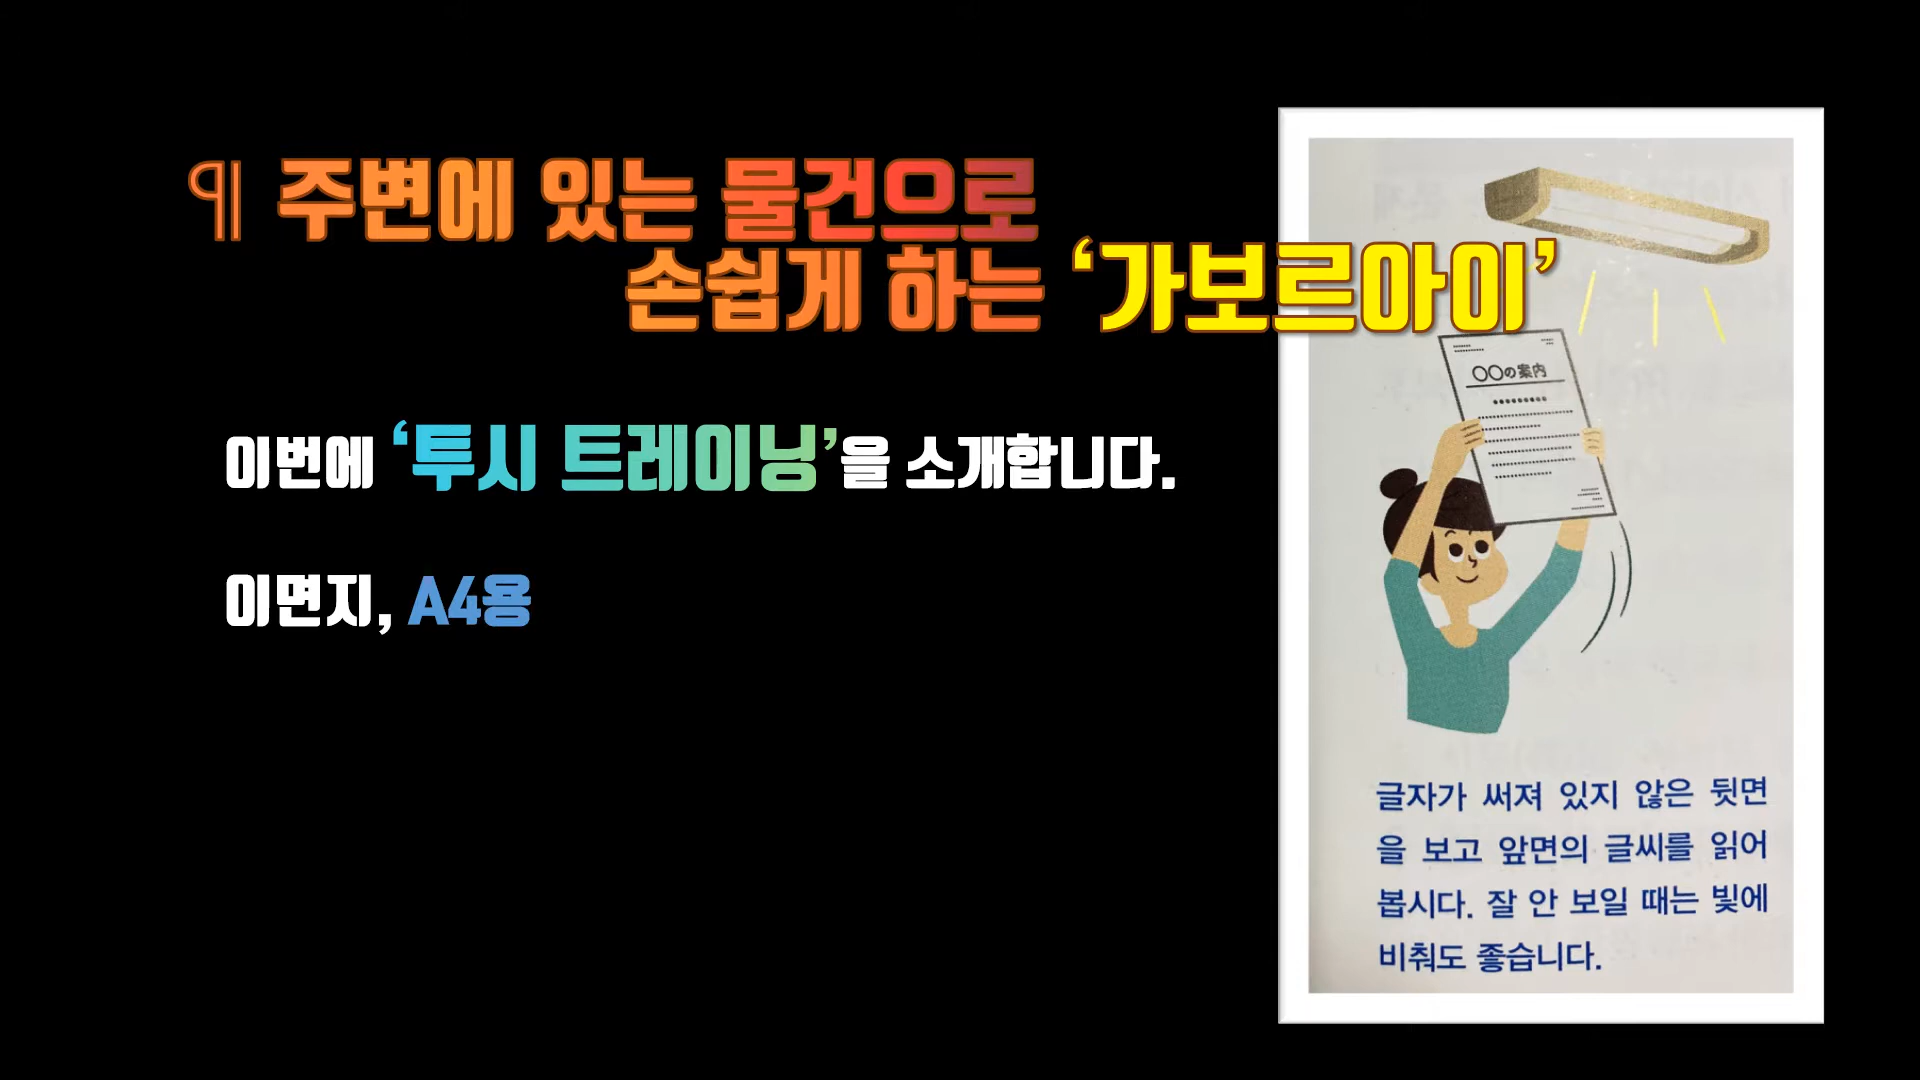 ¶ 주변에 있는 물건으로
손쉽게 하는 ‘가보르아이’
이번에 ‘투시 트레이닝’을 소개합니다.
이면지, A4용
〇〇の案内
글자가 써져 있지 않은 뒷면
을 보고 앞면의 글씨를 읽어
봅시다. 잘 안 보일 때는 빛에
비춰도 좋습니다.